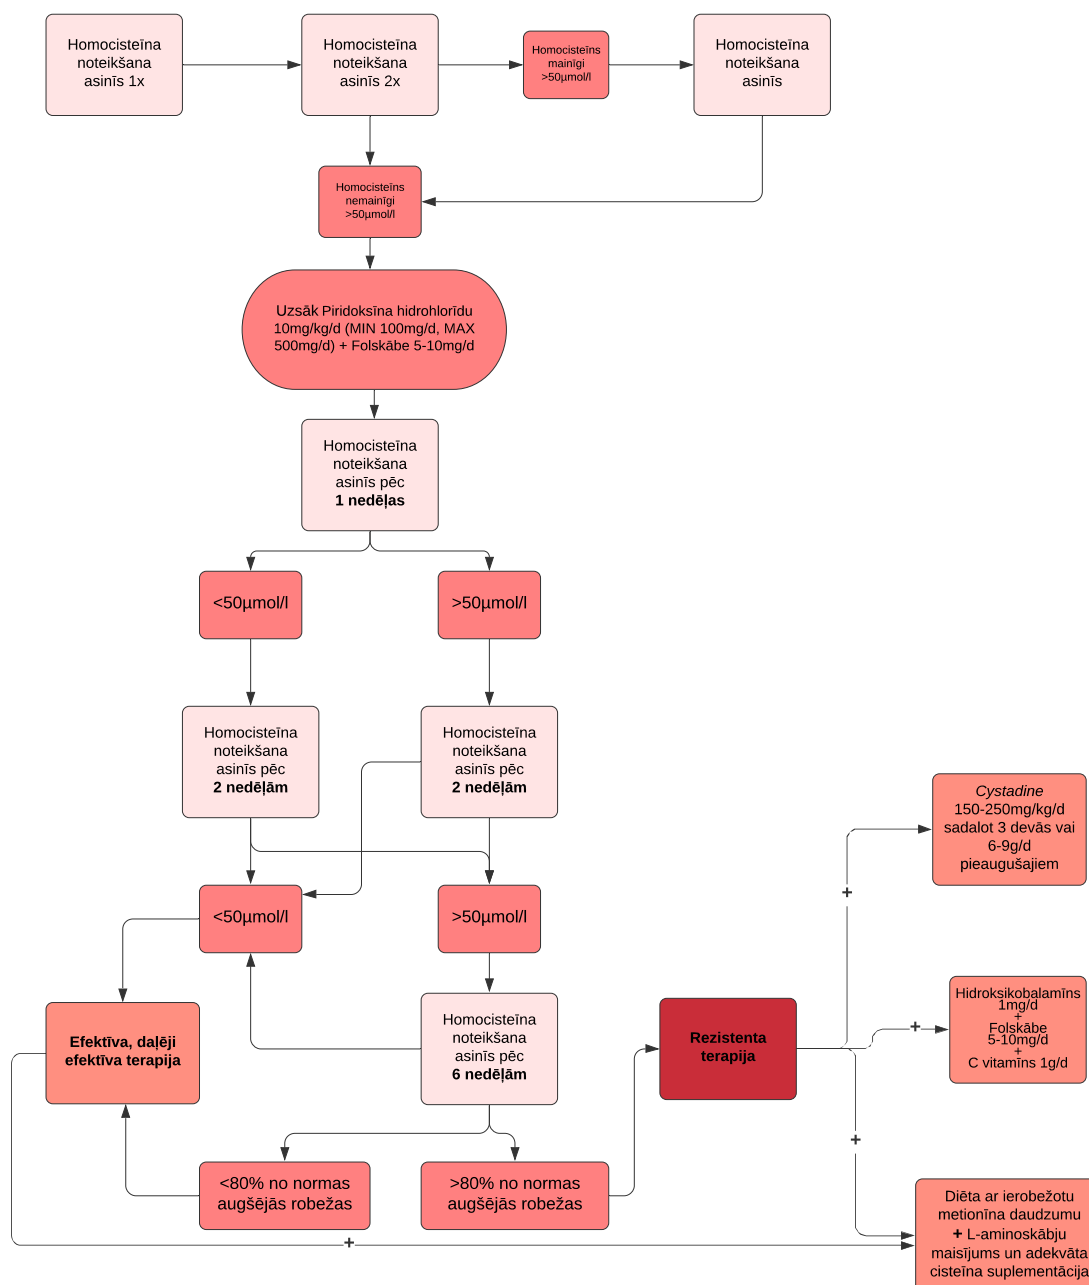 Homocisteīna
noteikšana
asinīs 1x
Homocisteīna
noteikšana
asinīs 2x
Homocisteīns
mainīgi
>50µmol/l
Homocisteīna
noteikšana
asinīs
Homocisteīns
nemainīgi
>50µmol/l
Uzsāk Piridoksīna hidrohlorīdu
10mg/kg/d (MIN 100mg/d, MAX
500mg/d) + Folskābe 5-10mg/d
Homocisteīna
noteikšana
asinīs pēc
1 nedēļas
<50µmol/l
>50µmol/l
Homocisteīna
noteikšana
asinīs pēc
2 nedēļām
Homocisteīna
noteikšana
asinīs pēc
2 nedēļām
<50µmol/l
>50µmol/l
Efektīva, daļēji
efektīva terapija
Homocisteīna
noteikšana
asinīs pēc
6 nedēļām
<80% no normas
augšējās robežas
>80% no normas
augšējās robežas
Rezistenta
terapija
+
Cystadine
150-250mg/kg/d
sadalot 3 devās vai
6-9g/d
pieaugušajiem
+
Hidroksikobalamīns
1mg/d
+
Folskābe
5-10mg/d
+
C vitamīns 1g/d
+
+
Diēta ar ierobežotu
metionīna daudzumu
+ L-aminoskābju
maisījums un adekvāta
cisteīna suplementācija